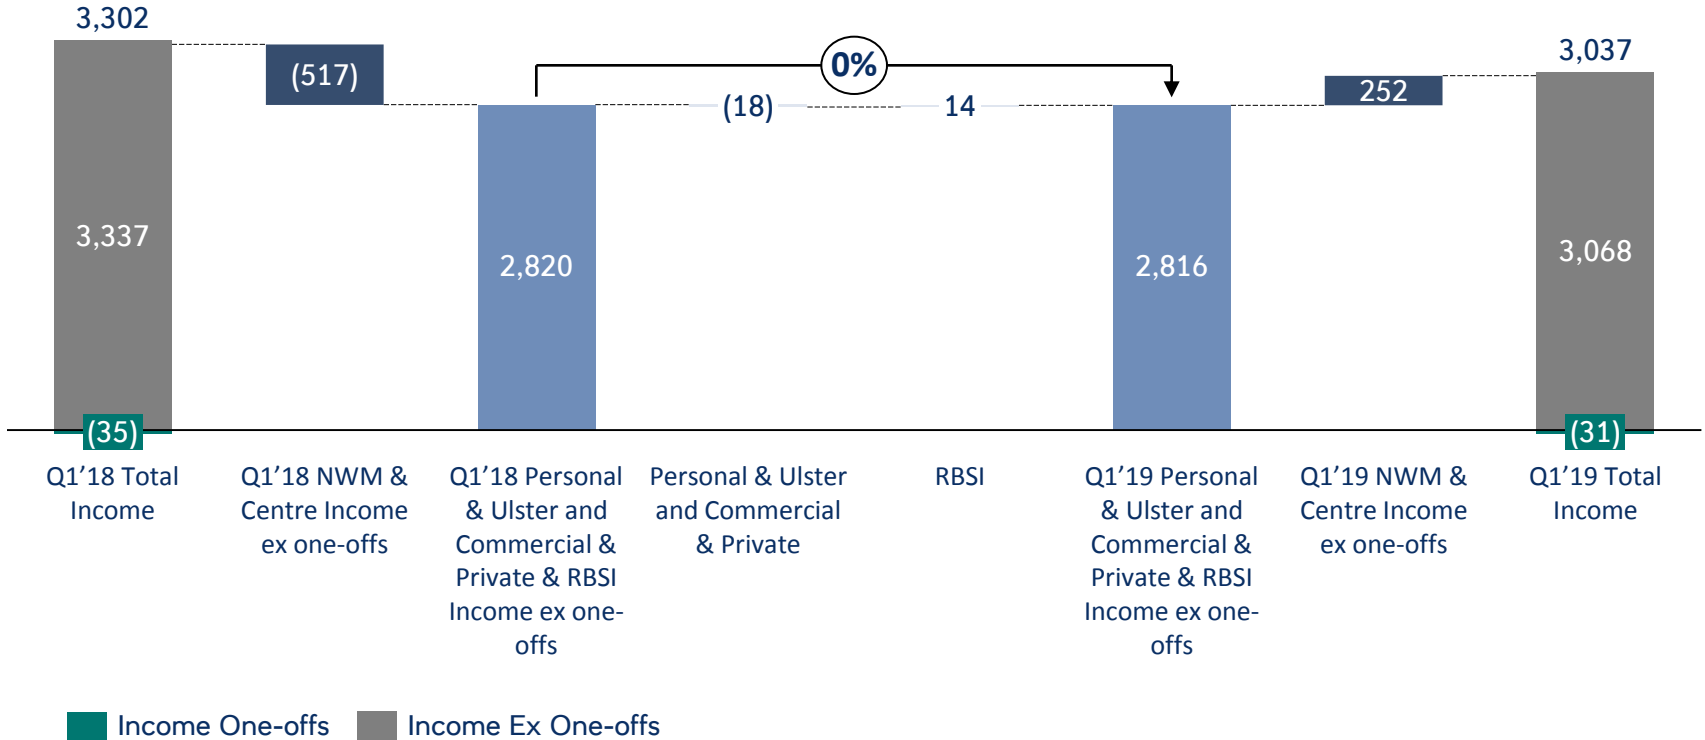 3,302
(517)
0%
(18)
14
252
3,037
3,337
2,820
2,816
3,068
(35)
(31)
Q1’18 Total
Income
Q1’18 NWM &
Centre Income
ex one-offs
Q1’18 Personal
& Ulster and
Commercial &
Private & RBSI
Income ex one-
offs
Personal & Ulster
and Commercial
& Private
RBSI
Q1’19 Personal
& Ulster and
Commercial &
Private & RBSI
Income ex one-
offs
Q1’19 NWM &
Centre Income
ex one-offs
Q1’19 Total
Income
Income One-offs
Income Ex One-offs